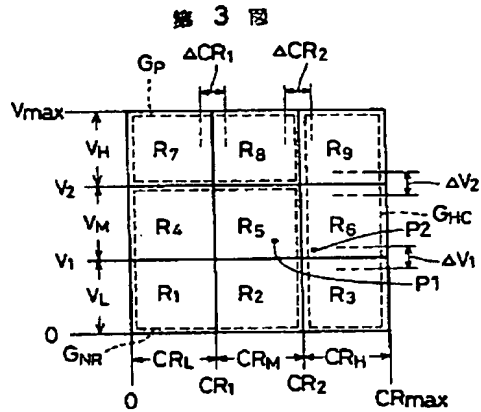 第 3 図
ΔCR1 ΔCR2
GP
Vmax
VH R7 R8 R9
V2 ΔV2
VM R4 R5 R6 GHC
P2
V1 ΔV1
VL R1 R2 R3 P1
0
GNR CRL CRM CRH
0 CR1 CR2 CRmax